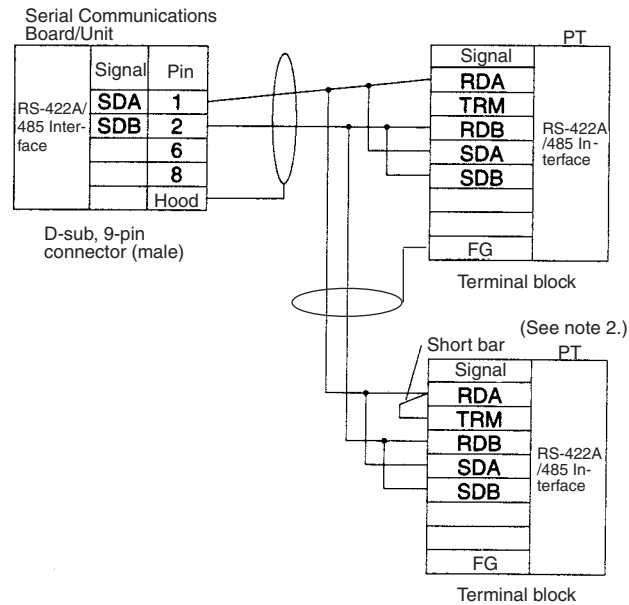 Serial Communications
Board/Unit
Signal Pin
RS-422A/
485 Inter-
face
SDA 1
SDB 2
6
8
Hood
D-sub, 9-pin
connector (male)
PT
Signal
RDA
TRM
RDB
SDA
SDB
FG
RS-422A
/485 In-
terface
Terminal block
(See note 2.)
Short bar
PT
Signal
RDA
TRM
RDB
SDA
SDB
FG
RS-422A
/485 In-
terface
Terminal block